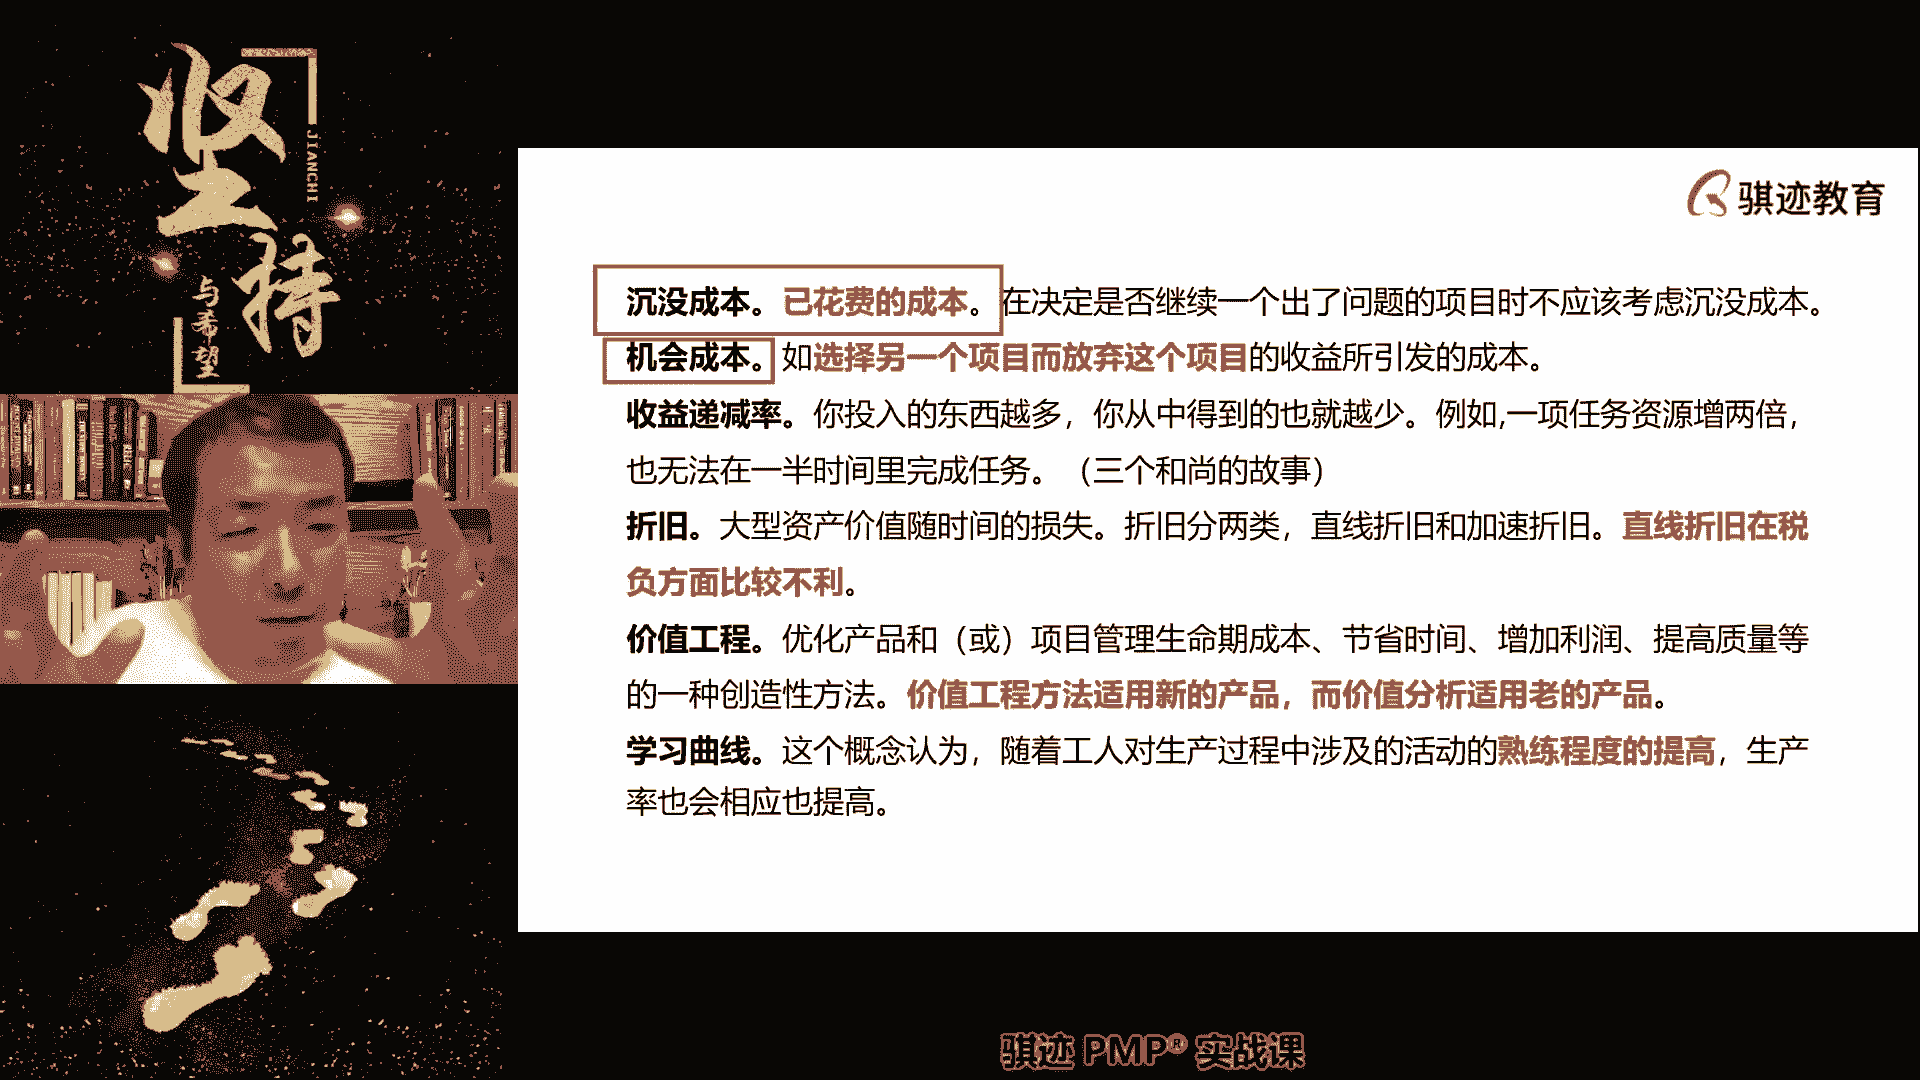 坚持
JIANCHI
与希望
骐迹教育
沉没成本。已花费的成本。在决定是否继续一个出了问题的项目时不应该考虑沉没成本。
机会成本。如选择另一个项目而放弃这个项目的收益所引发的成本。
收益递减率。你投入的东西越多，你从中得到的也就越少。例如,一项任务资源增两倍，
也无法在一半时间里完成任务。（三个和尚的故事）
折旧。大型资产价值随时间的损失。折旧分两类，直线折旧和加速折旧。直线折旧在税
负方面比较不利。
价值工程。优化产品和（或）项目管理生命期成本、节省时间、增加利润、提高质量等
的一种创造性方法。价值工程方法适用新的产品，而价值分析适用老的产品。
学习曲线。这个概念认为，随着工人对生产过程中涉及的活动的熟练程度的提高，生产
率也会相应也提高。
骐迹 PMP® 实战课